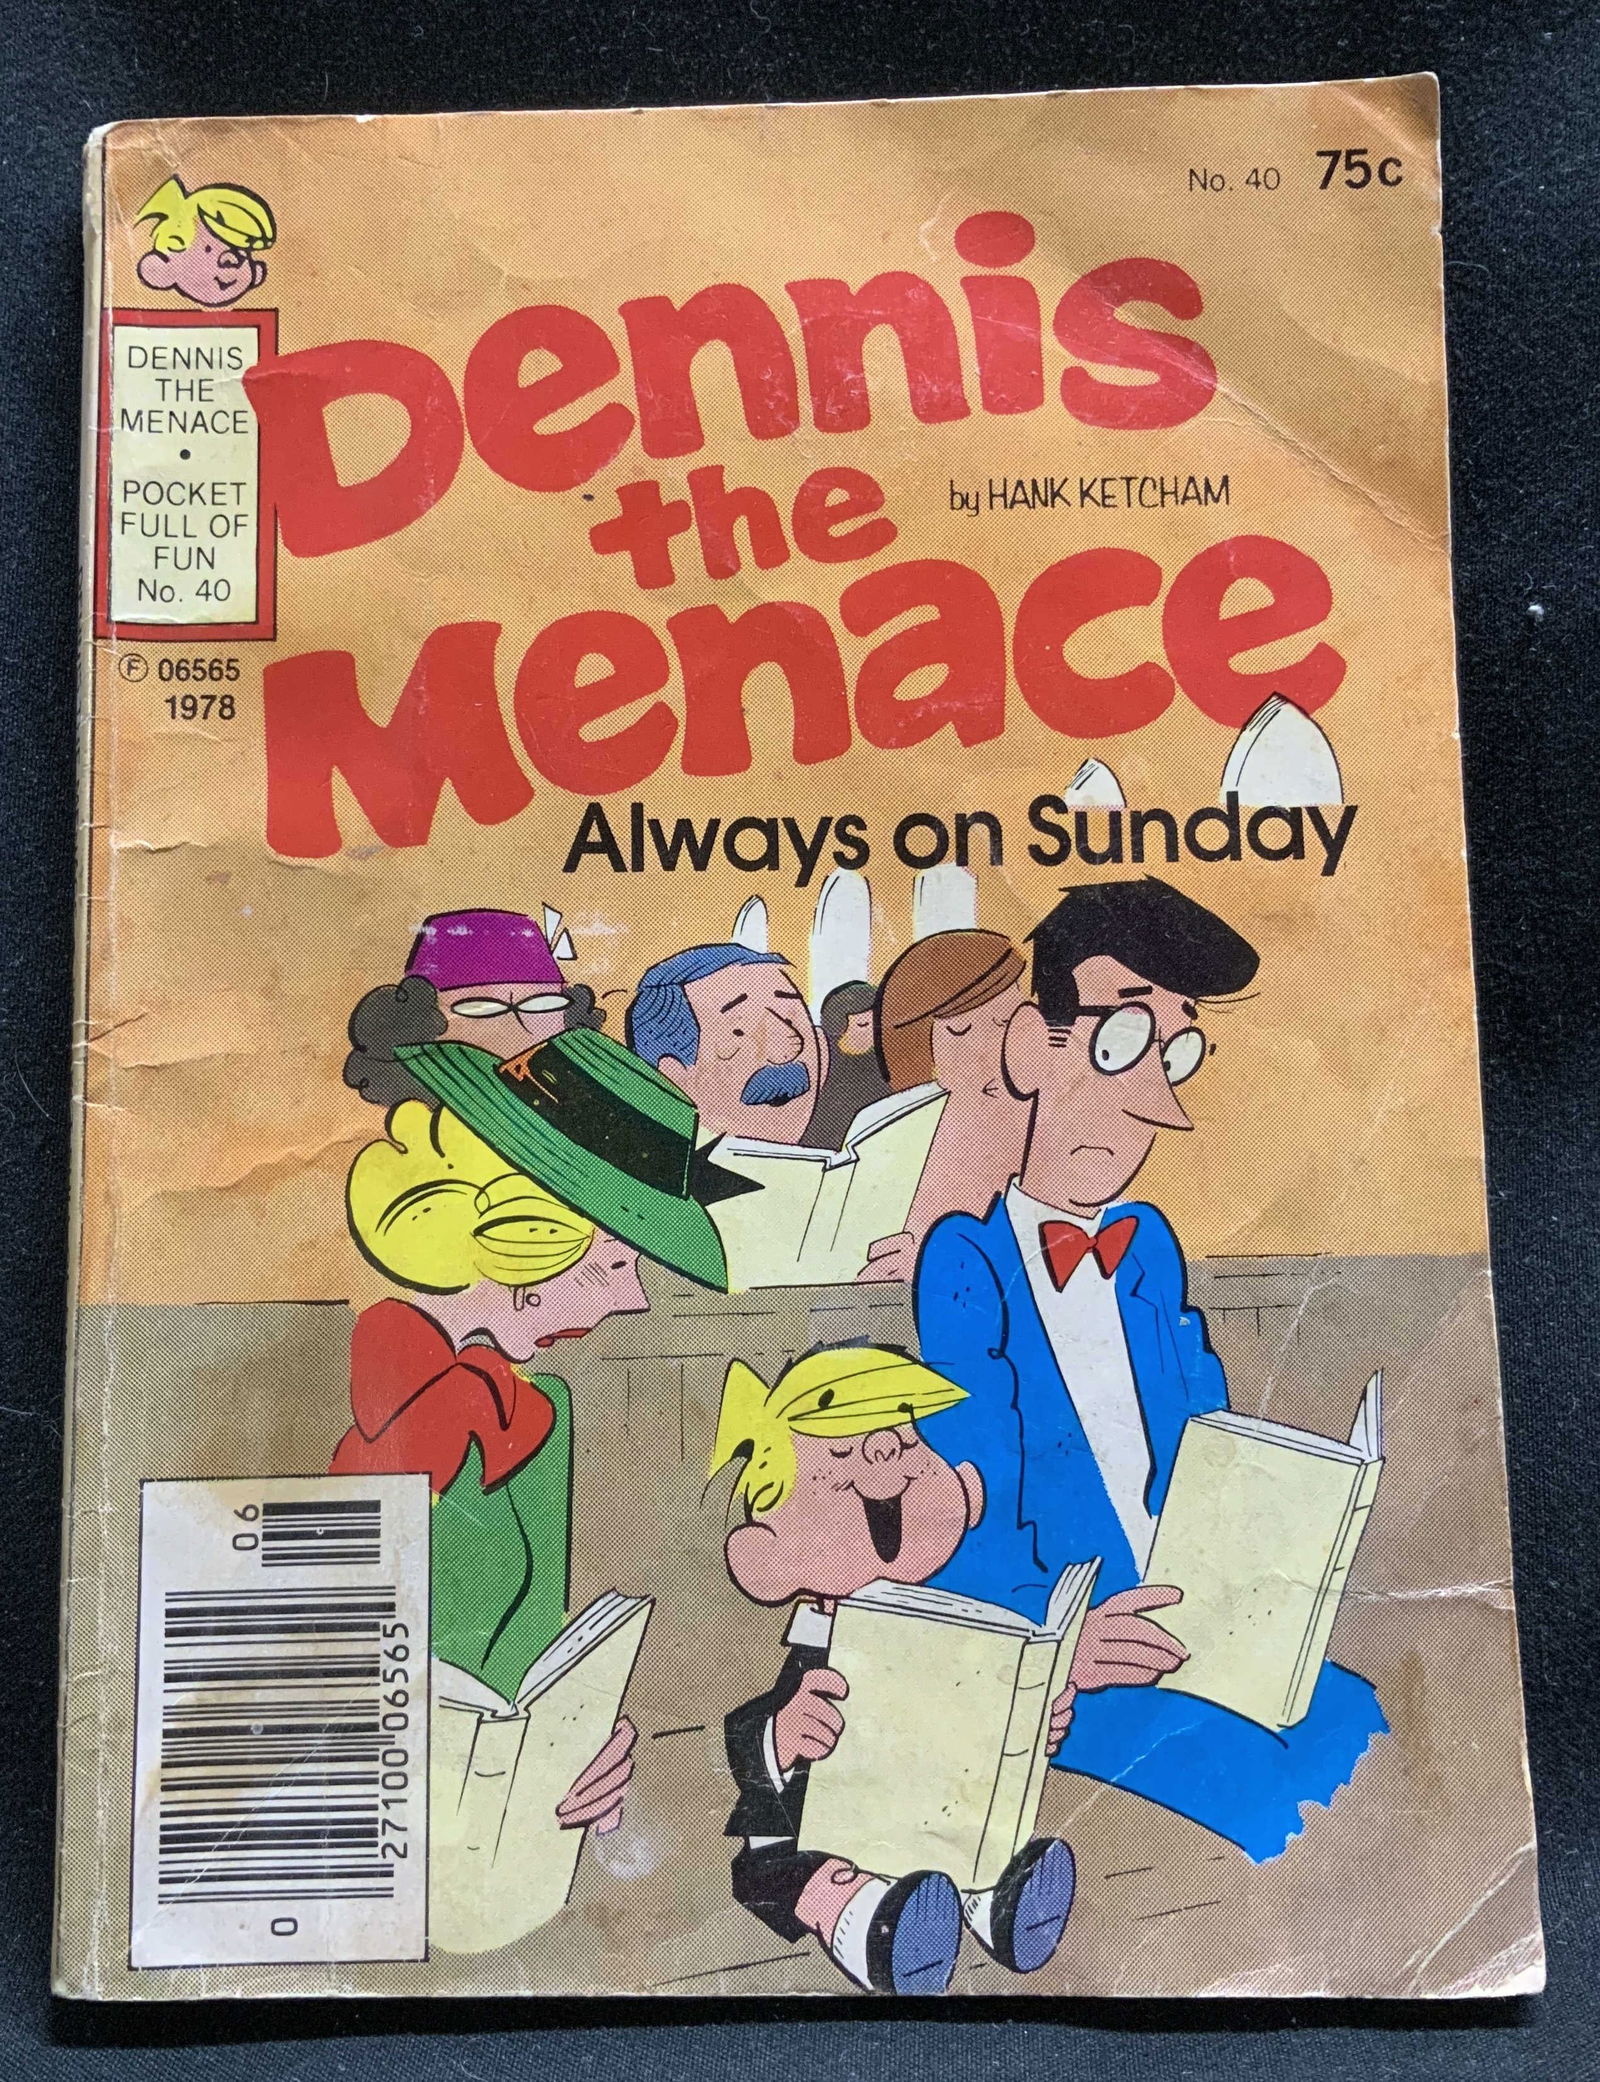 No. 40 75c
DENNIS
THE
MENACE
•
POCKET
FULL OF
FUN
No. 40
Ⓕ 06565
1978
Dennis
the
by HANK KETCHAM
Menace
Always on Sunday
06
27100 06565
0